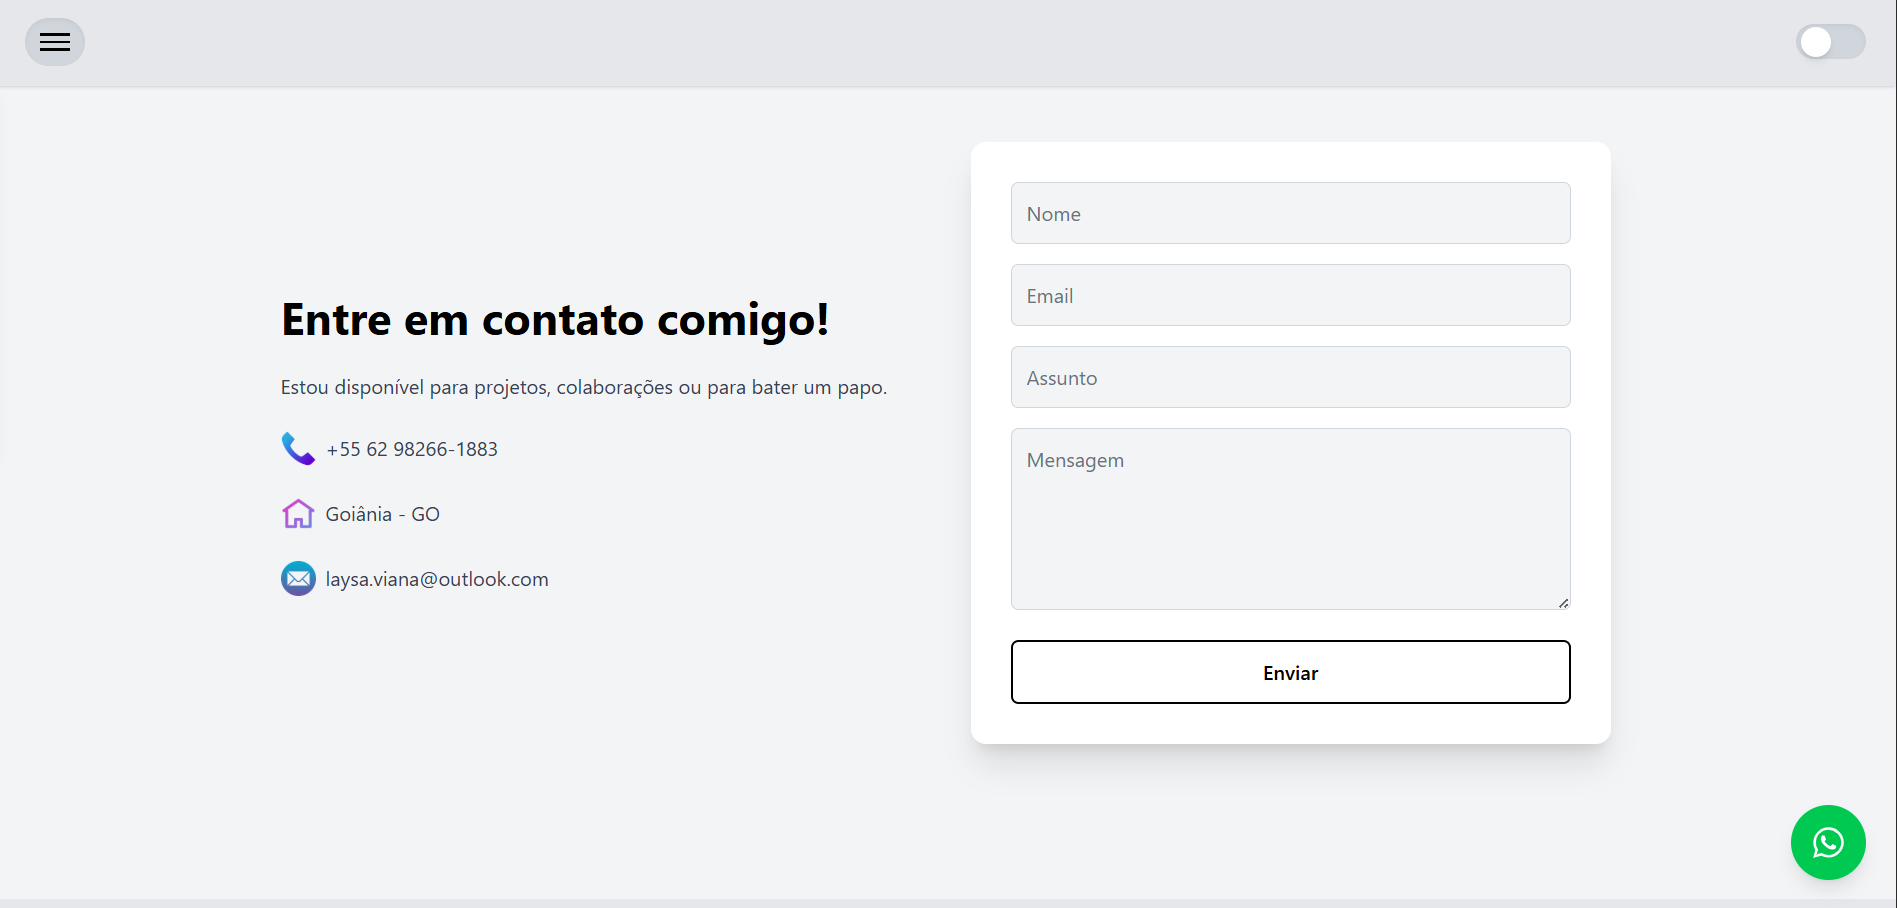 Entre em contato comigo!
Estou disponível para projetos, colaborações ou para bater um papo.
+55 62 98266-1883
Goiânia - GO
laysa.viana@outlook.com
Nome
Email
Assunto
Mensagem
Enviar